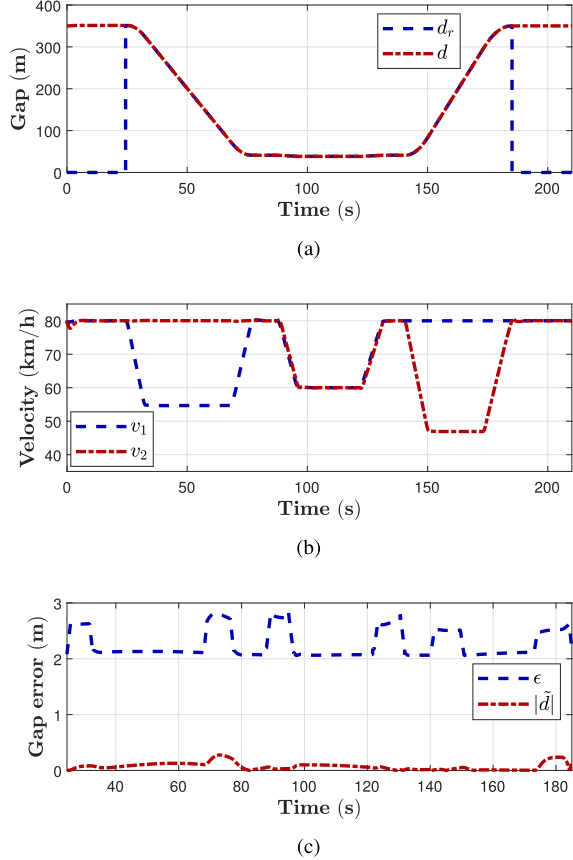 400
300
200
100
0
Gap (m)
d_r
d
0 50 100 150 200
Time (s)
(a)
80
70
60
50
40
Velocity (km/h)
v_1
v_2
0 50 100 150 200
Time (s)
(b)
3
2
1
0
Gap error (m)
ϵ
|d̃|
40 60 80 100 120 140 160 180
Time (s)
(c)